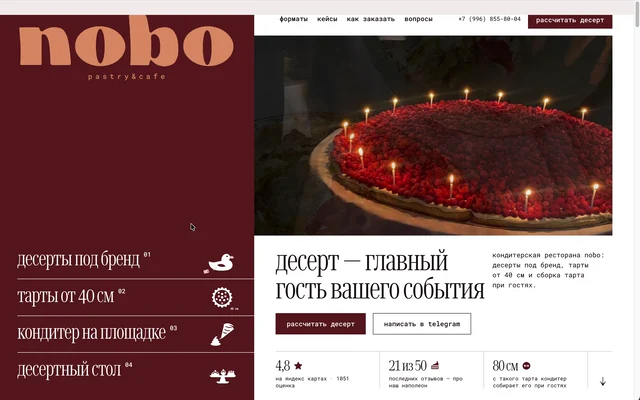 nobo
pastry&cafe
форматы кейсы как заказать вопросы +7 (996) 855-80-04 рассчитать десерт
десерты под бренд 01
тарты от 40 см 02
кондитер на площадке 03
десертный стол 04
десерт — главный
гость вашего события
кондитерская ресторана nobo:
десерты под бренд, тарты
от 40 см и сборка тарта
при гостях.
рассчитать десерт написать в telegram
4,8
на яндекс картах · 1051
оценка
21 из 50
последних отзывов — про
наш наполеон
80 см
с такого тарта кондитер
собирает его при гостях